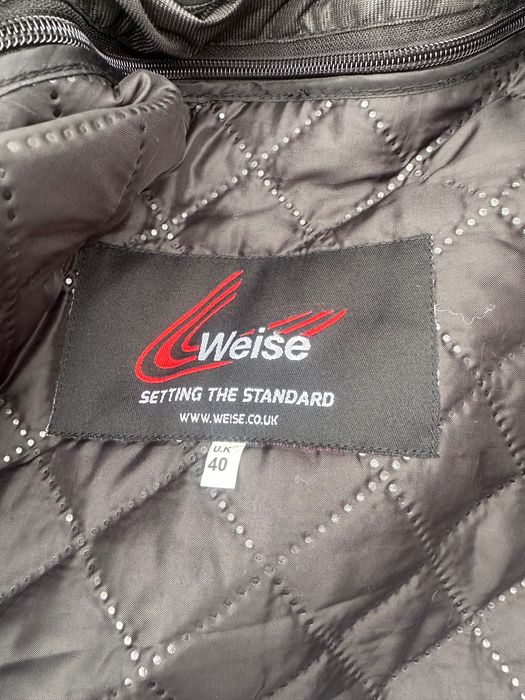 Weise
SETTING THE STANDARD
WWW.WEISE.CO.UK
U.K
40